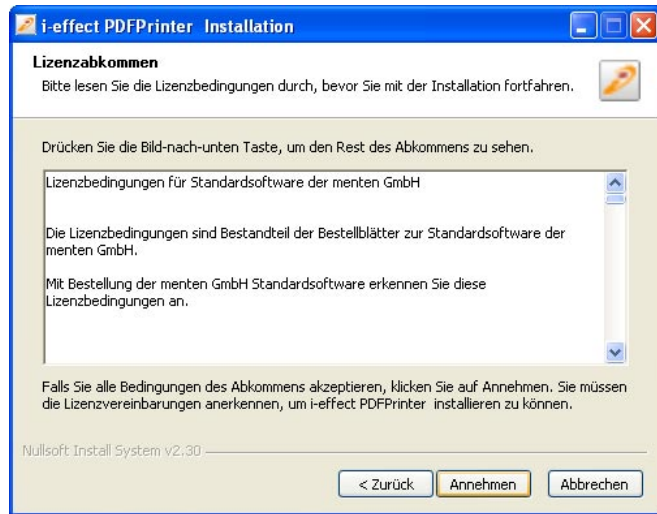 i-effect PDFPrinter Installation
Lizenzabkommen
Bitte lesen Sie die Lizenzbedingungen durch, bevor Sie mit der Installation fortfahren.
Drücken Sie die Bild-nach-unten Taste, um den Rest des Abkommens zu sehen.
Lizenzbedingungen für Standardsoftware der menten GmbH
Die Lizenzbedingungen sind Bestandteil der Bestellblätter zur Standardsoftware der
menten GmbH.
Mit Bestellung der menten GmbH Standardsoftware erkennen Sie diese
Lizenzbedingungen an.
Falls Sie alle Bedingungen des Abkommens akzeptieren, klicken Sie auf Annehmen. Sie müssen
die Lizenzvereinbarungen anerkennen, um i-effect PDFPrinter installieren zu können.
Nullsoft Install System v2.30
< Zurück Annehmen Abbrechen